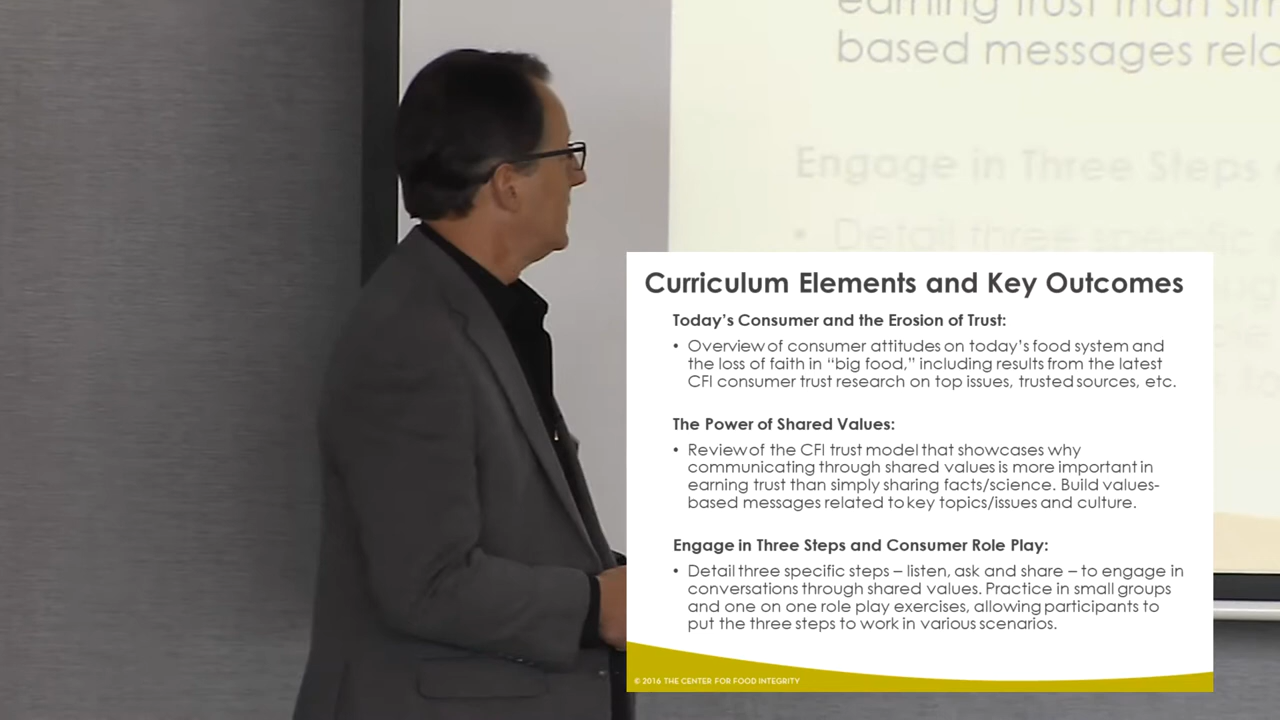 earning trust than sim
based messages rela
Engage in Three Steps
• Detail three specific
Curriculum Elements and Key Outcomes
Today's Consumer and the Erosion of Trust:
• Overview of consumer attitudes on today's food system and
the loss of faith in “big food,” including results from the latest
CFI consumer trust research on top issues, trusted sources, etc.
The Power of Shared Values:
• Review of the CFI trust model that showcases why
communicating through shared values is more important in
earning trust than simply sharing facts/science. Build values-
based messages related to key topics/issues and culture.
Engage in Three Steps and Consumer Role Play:
• Detail three specific steps – listen, ask and share – to engage in
conversations through shared values. Practice in small groups
and one on one role play exercises, allowing participants to
put the three steps to work in various scenarios.
© 2016 THE CENTER FOR FOOD INTEGRITY